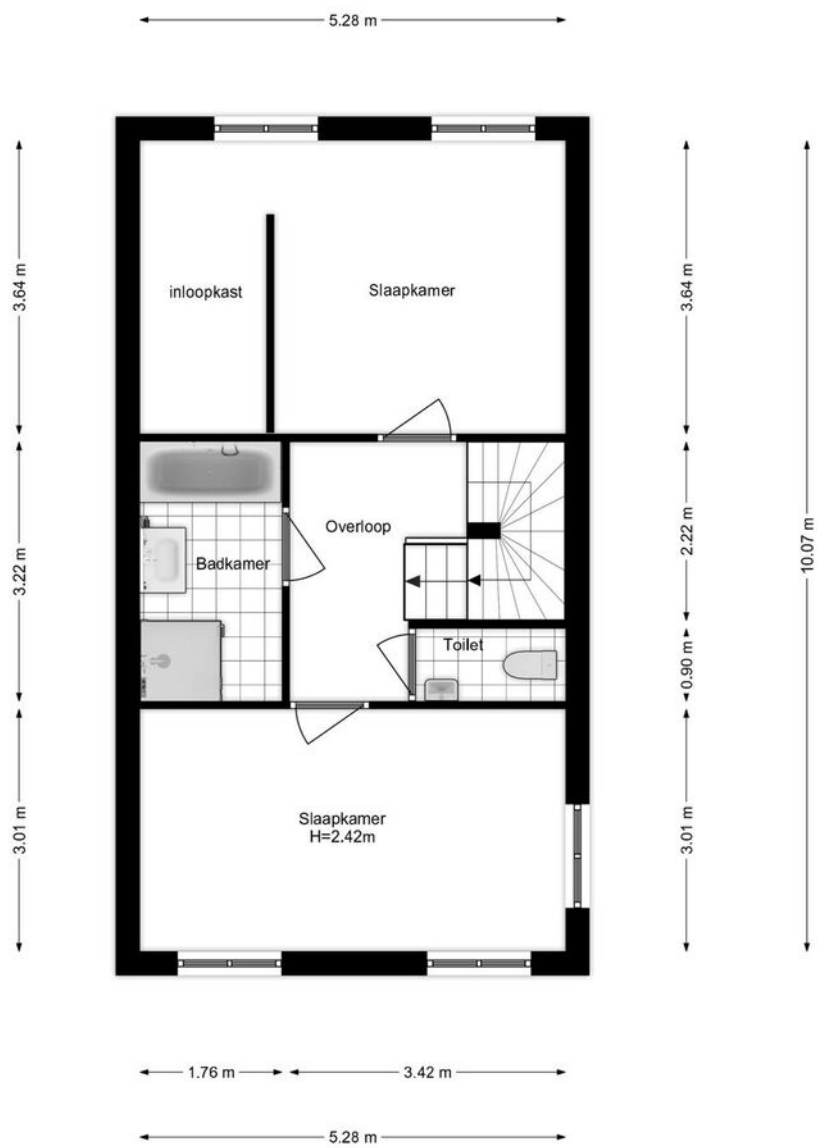 5.28 m
3.64 m
3.64 m
inloopkast
Slaapkamer
Overloop
2.22 m
10.07 m
3.22 m
Badkamer
Toilet
0.90 m
Slaapkamer
H=2.42m
3.01 m
3.01 m
1.76 m
3.42 m
5.28 m